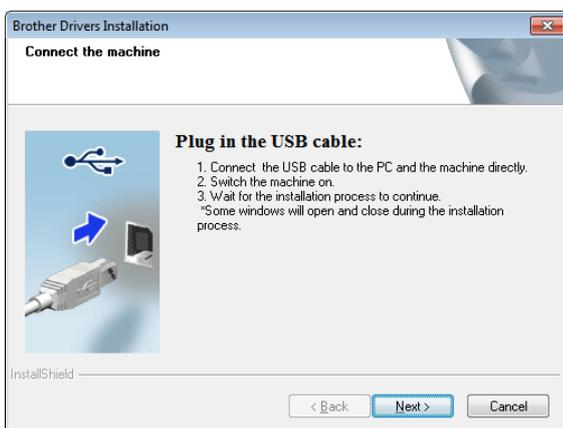 Brother Drivers Installation
Connect the machine
Plug in the USB cable:
1. Connect the USB cable to the PC and the machine directly.
2. Switch the machine on.
3. Wait for the installation process to continue.
*Some windows will open and close during the installation
process.
InstallShield
< Back Next > Cancel